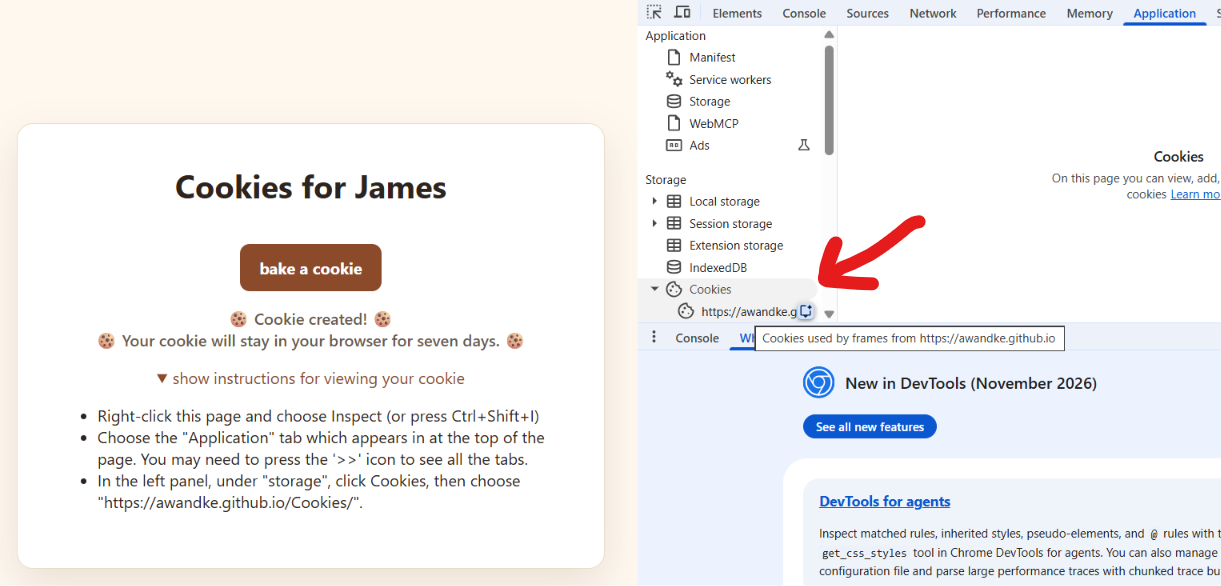 Cookies for James
bake a cookie
🍪 Cookie created! 🍪
🍪 Your cookie will stay in your browser for seven days. 🍪
▼ show instructions for viewing your cookie
• Right-click this page and choose Inspect (or press Ctrl+Shift+I)
• Choose the "Application" tab which appears in at the top of the
page. You may need to press the '>>' icon to see all the tabs.
• In the left panel, under "storage", click Cookies, then choose
"https://awandke.github.io/Cookies/".
Elements Console Sources Network Performance Memory Application
Application
Manifest
Service workers
Storage
WebMCP
Ads
Storage
Local storage
Session storage
Extension storage
IndexedDB
Cookies
https://awandke.g
Cookies
On this page you can view, add,
cookies Learn mo
Console Wh
Cookies used by frames from https://awandke.github.io
New in DevTools (November 2026)
See all new features
DevTools for agents
Inspect matched rules, inherited styles, pseudo-elements, and @ rules with t
get_css_styles tool in Chrome DevTools for agents. You can also manage
configuration file and parse large performance traces with chunked trace bu